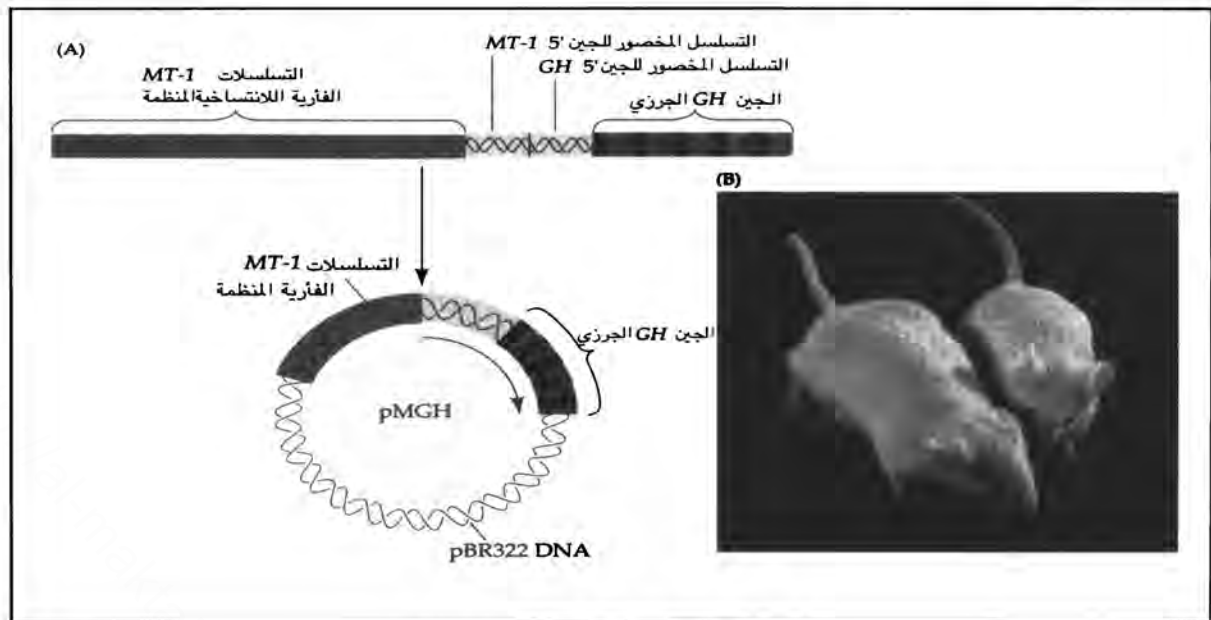 (A)
التسلسل المخصور للجين 5' MT-1
التسلسل المخصور للجين 5' GH
التسلسلات MT-1
الفأرية اللانتساخية المنظمة
الجين GH الجرزي
(B)
التسلسلات MT-1
الفأرية المنظمة
الجين GH الجرزي
pMGH
pBR322 DNA